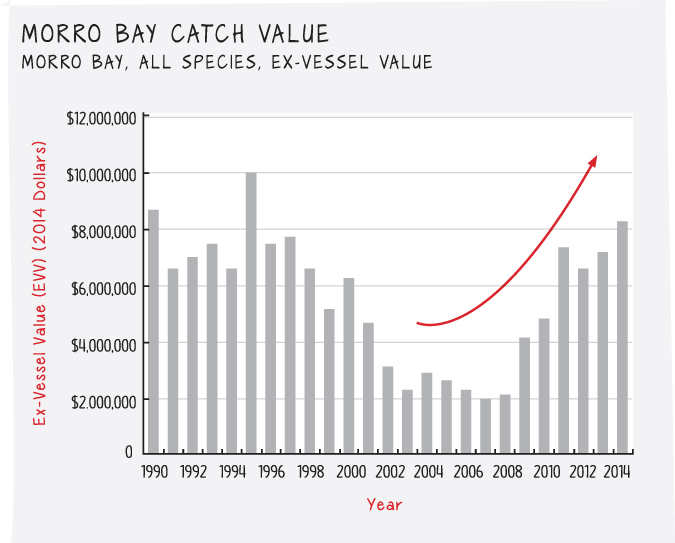 MORRO BAY CATCH VALUE
MORRO BAY, ALL SPECIES, EX-VESSEL VALUE
Ex-Vessel Value (EVV) (2014 Dollars)
$12,000,000
$10,000,000
$8,000,000
$6,000,000
$4,000,000
$2,000,000
0
1990 1992 1994 1996 1998 2000 2002 2004 2006 2008 2010 2012 2014
Year